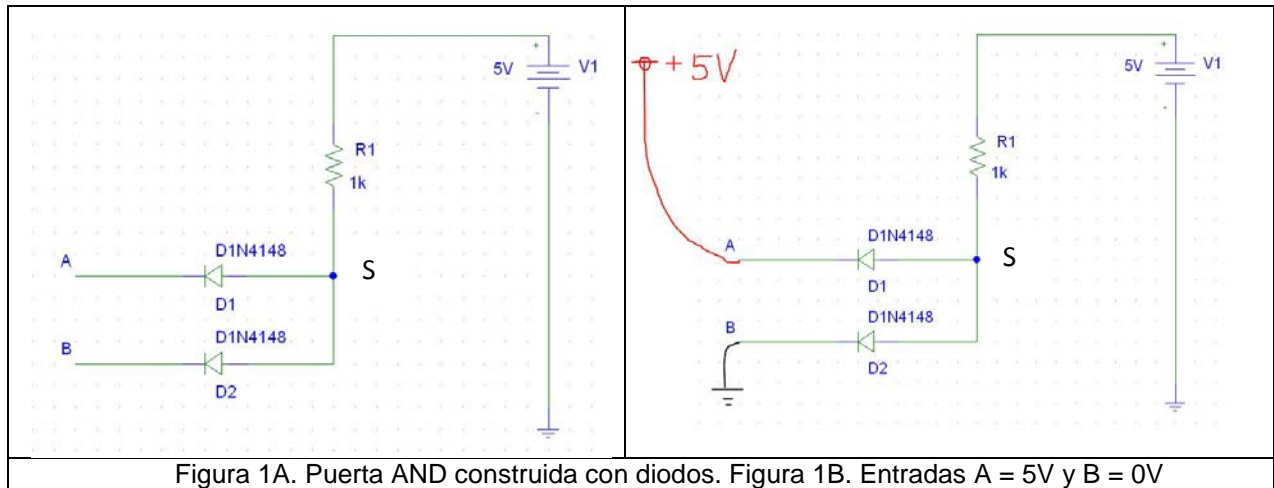 +
5V
V1
-
R1
1k
D1N4148
A
S
D1
D1N4148
B
D2
+5V
+
5V
V1
-
R1
1k
D1N4148
A
S
D1
D1N4148
B
D2
Figura 1A. Puerta AND construida con diodos. Figura 1B. Entradas A = 5V y B = 0V